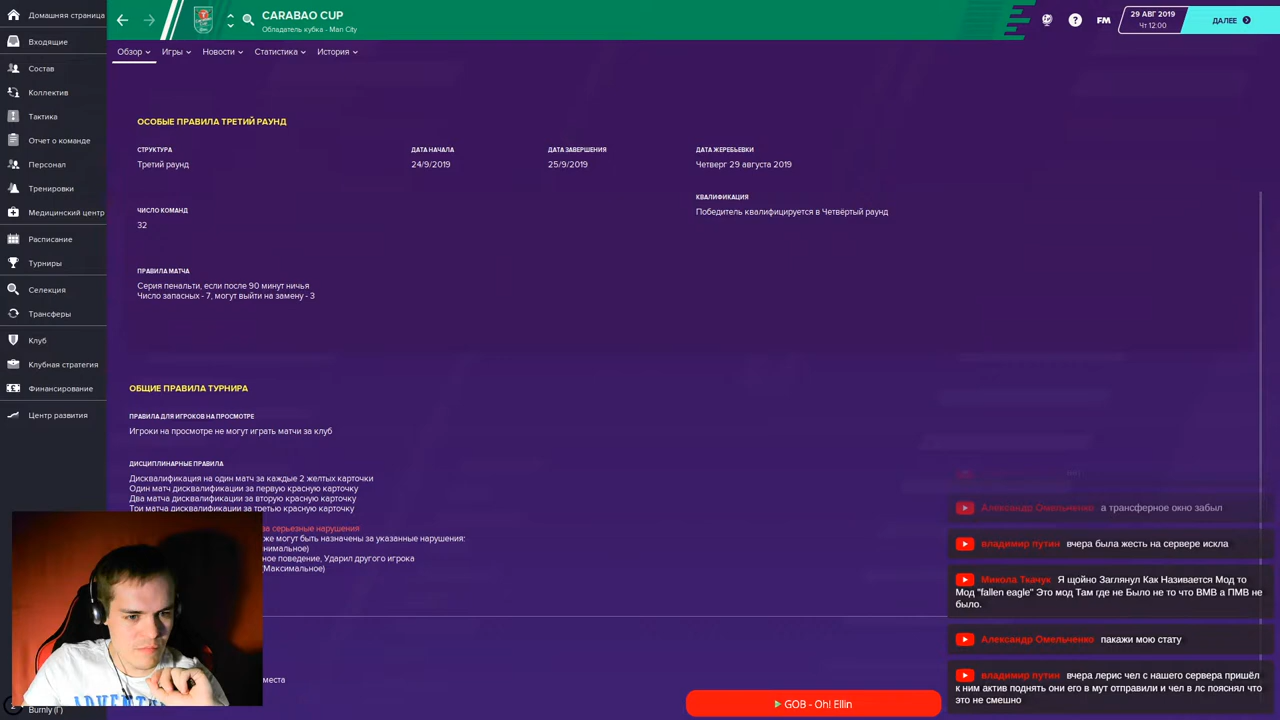 Домашняя страница
Входящие
Состав
Коллектив
Тактика
Отчет о команде
Персонал
Тренировки
Медицинский центр
Расписание
Турниры
Селекция
Трансферы
Клуб
Клубная стратегия
Финансирование
Центр развития
CARABAO CUP
Обладатель кубка - Man City
FM
29 АВГ 2019
Чт 12:00
ДАЛЕЕ
Обзор
Игры
Новости
Статистика
История
ОСОБЫЕ ПРАВИЛА ТРЕТИЙ РАУНД
СТРУКТУРА
Третий раунд
ДАТА НАЧАЛА
24/9/2019
ДАТА ЗАВЕРШЕНИЯ
25/9/2019
ДАТА ЖЕРЕБЬЕВКИ
Четверг 29 августа 2019
ЧИСЛО КОМАНД
32
КВАЛИФИКАЦИЯ
Победитель квалифицируется в Четвёртый раунд
ПРАВИЛА МАТЧА
Серия пенальти, если после 90 минут ничья
Число запасных - 7, могут выйти на замену - 3
ОБЩИЕ ПРАВИЛА ТУРНИРА
ПРАВИЛА ДЛЯ ИГРОКОВ НА ПРОСМОТРЕ
Игроки на просмотре не могут играть матчи за клуб
ДИСЦИПЛИНАРНЫЕ ПРАВИЛА
Дисквалификация на один матч за каждые 2 желтых карточки
Один матч дисквалификации за первую красную карточку
Два матча дисквалификации за вторую красную карточку
Три матча дисквалификации за третью красную карточку
за серьезные нарушения
же могут быть назначены за указанные нарушения:
нимальное)
ное поведение, Ударил другого игрока
(Максимальное)
места
Александр Омельченко а трансферное окно забыл
владимир путин вчера была жесть на сервере искла
Микола Ткачук Я щойно Заглянул Как Називается Мод то
Мод "fallen eagle" Это мод Там где не Было не то что ВМВ а ПМВ не
было.
Александр Омельченко пакажи мою стату
владимир путин вчера лерис чел с нашего сервера пришёл
к ним актив поднять они его в мут отправили и чел в лс пояснял что
это не смешно
GOB - Oh! Ellin